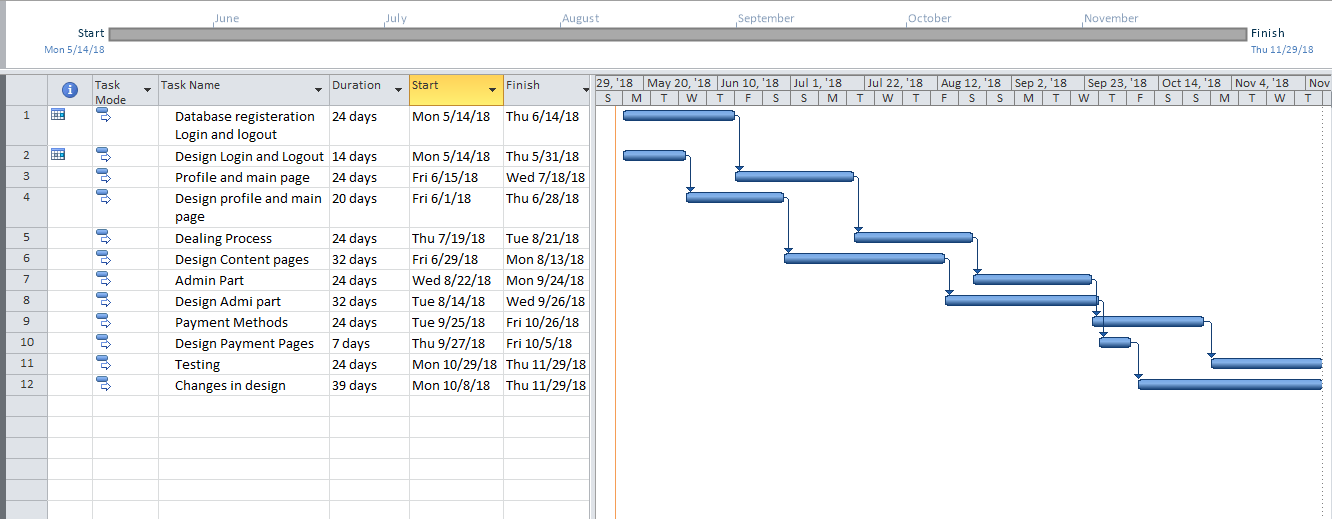 June July August September October November
Start Finish
Mon 5/14/18 Thu 11/29/18
Task Mode Task Name Duration Start Finish 29, '18 May 20, '18 Jun 10, '18 Jul 1, '18 Jul 22, '18 Aug 12, '18 Sep 2, '18 Sep 23, '18 Oct 14, '18 Nov 4, '18 Nov
S M T W T F S S M T W T F S S M T W T
1 Database registeration 24 days Mon 5/14/18 Thu 6/14/18
Login and logout
2 Design Login and Logout 14 days Mon 5/14/18 Thu 5/31/18
3 Profile and main page 24 days Fri 6/15/18 Wed 7/18/18
4 Design profile and main 20 days Fri 6/1/18 Thu 6/28/18
page
5 Dealing Process 24 days Thu 7/19/18 Tue 8/21/18
6 Design Content pages 32 days Fri 6/29/18 Mon 8/13/18
7 Admin Part 24 days Wed 8/22/18 Mon 9/24/18
8 Design Admi part 32 days Tue 8/14/18 Wed 9/26/18
9 Payment Methods 24 days Tue 9/25/18 Fri 10/26/18
10 Design Payment Pages 7 days Thu 9/27/18 Fri 10/5/18
11 Testing 24 days Mon 10/29/18 Thu 11/29/18
12 Changes in design 39 days Mon 10/8/18 Thu 11/29/18